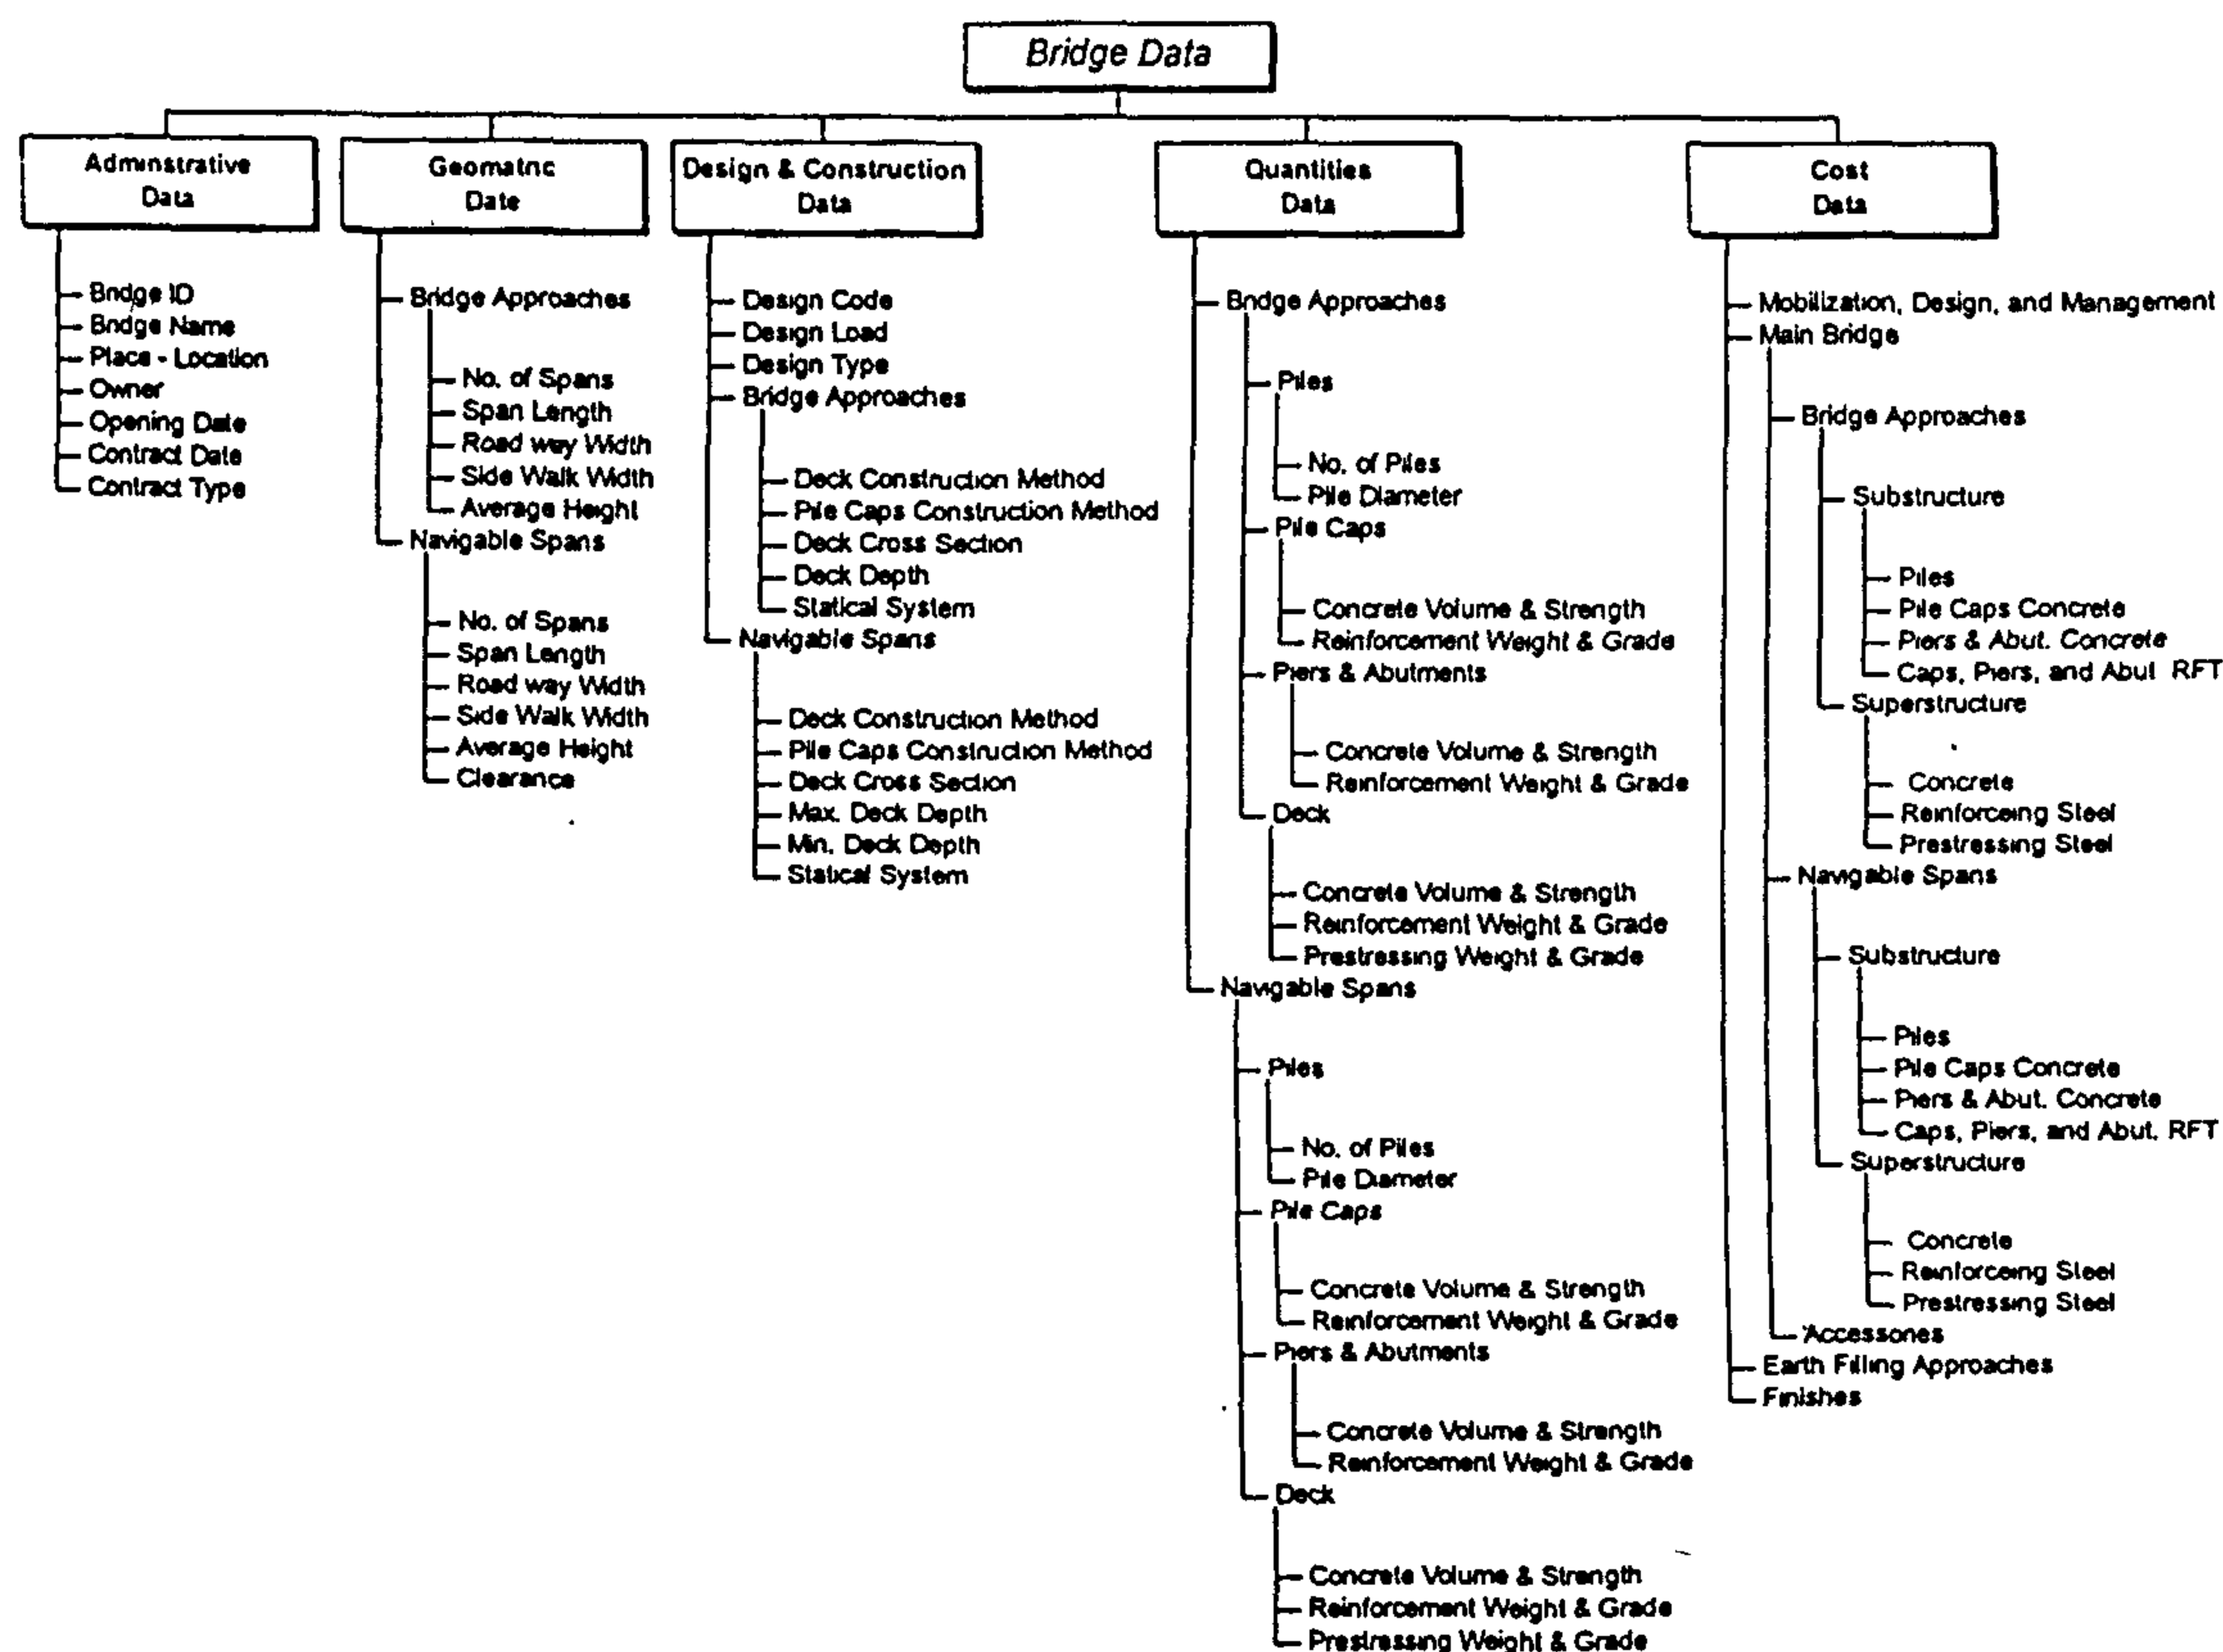 Bridge Data
Adminstrative
Data
Bridge ID
Bridge Name
Place - Location
Owner
Opening Date
Contract Date
Contract Type
Geomatric
Date
Bridge Approaches
No. of Spans
Span Length
Road way Width
Side Walk Width
Average Height
Navigable Spans
No. of Spans
Span Length
Road way Width
Side Walk Width
Average Height
Clearance
Design & Construction
Data
Design Code
Design Load
Design Type
Bridge Approaches
Deck Construction Method
Pile Caps Construction Method
Deck Cross Section
Deck Depth
Statical System
Navigable Spans
Deck Construction Method
Pile Caps Construction Method
Deck Cross Section
Max. Deck Depth
Min. Deck Depth
Statical System
Quantities
Data
Bridge Approaches
Piles
No. of Piles
Pile Diameter
Pile Caps
Concrete Volume & Strength
Reinforcement Weight & Grade
Piers & Abutments
Concrete Volume & Strength
Reinforcement Weight & Grade
Deck
Concrete Volume & Strength
Reinforcement Weight & Grade
Prestressing Weight & Grade
Navigable Spans
Piles
No. of Piles
Pile Diameter
Pile Caps
Concrete Volume & Strength
Reinforcement Weight & Grade
Piers & Abutments
Concrete Volume & Strength
Reinforcement Weight & Grade
Deck
Concrete Volume & Strength
Reinforcement Weight & Grade
Prestressing Weight & Grade
Cost
Data
Mobilization, Design, and Management
Main Bridge
Bridge Approaches
Substructure
Piles
Pile Caps Concrete
Piers & Abut. Concrete
Caps, Piers, and Abut RFT
Superstructure
Concrete
Reinforceing Steel
Prestressing Steel
Navigable Spans
Substructure
Piles
Pile Caps Concrete
Piers & Abut. Concrete
Caps, Piers, and Abut. RFT
Superstructure
Concrete
Reinforceing Steel
Prestressing Steel
Accessories
Earth Filling Approaches
Finishes